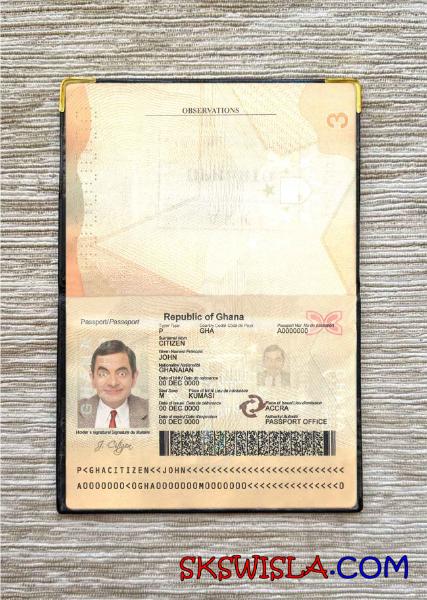 OBSERVATIONS
3
Republic of Ghana
Passport/Passeport
Type/ Type Country Code/ Code du Pays Passport No/ No de passeport
P GHA A0000000
Surname/ Nom
CITIZEN
Given Names/ Prénoms
JOHN
Nationality/ Nationalité
GHANAIAN
Date of birth/ Date de naissance
00 DEC 0000
Sex/ Sexe Place of birth/ Lieu de naissance
M KUMASI
Date of issue/ Date de délivrance Place of issue/ Lieu d'émission
00 DEC 0000 ACCRA
Date of expiry/ Date d'expiration Authority/ Autorité
00 DEC 0000 PASSPORT OFFICE
Holder's signature/ Signature du titulaire
J. Citizen
P<GHACITIZEN<<JOHN<<<<<<<<<<<<<<<<<<<<<<<<<<
A0000000<0GHA0000000M0000000<<<<<<<<<<<<<<<0
SKSWISLA.COM